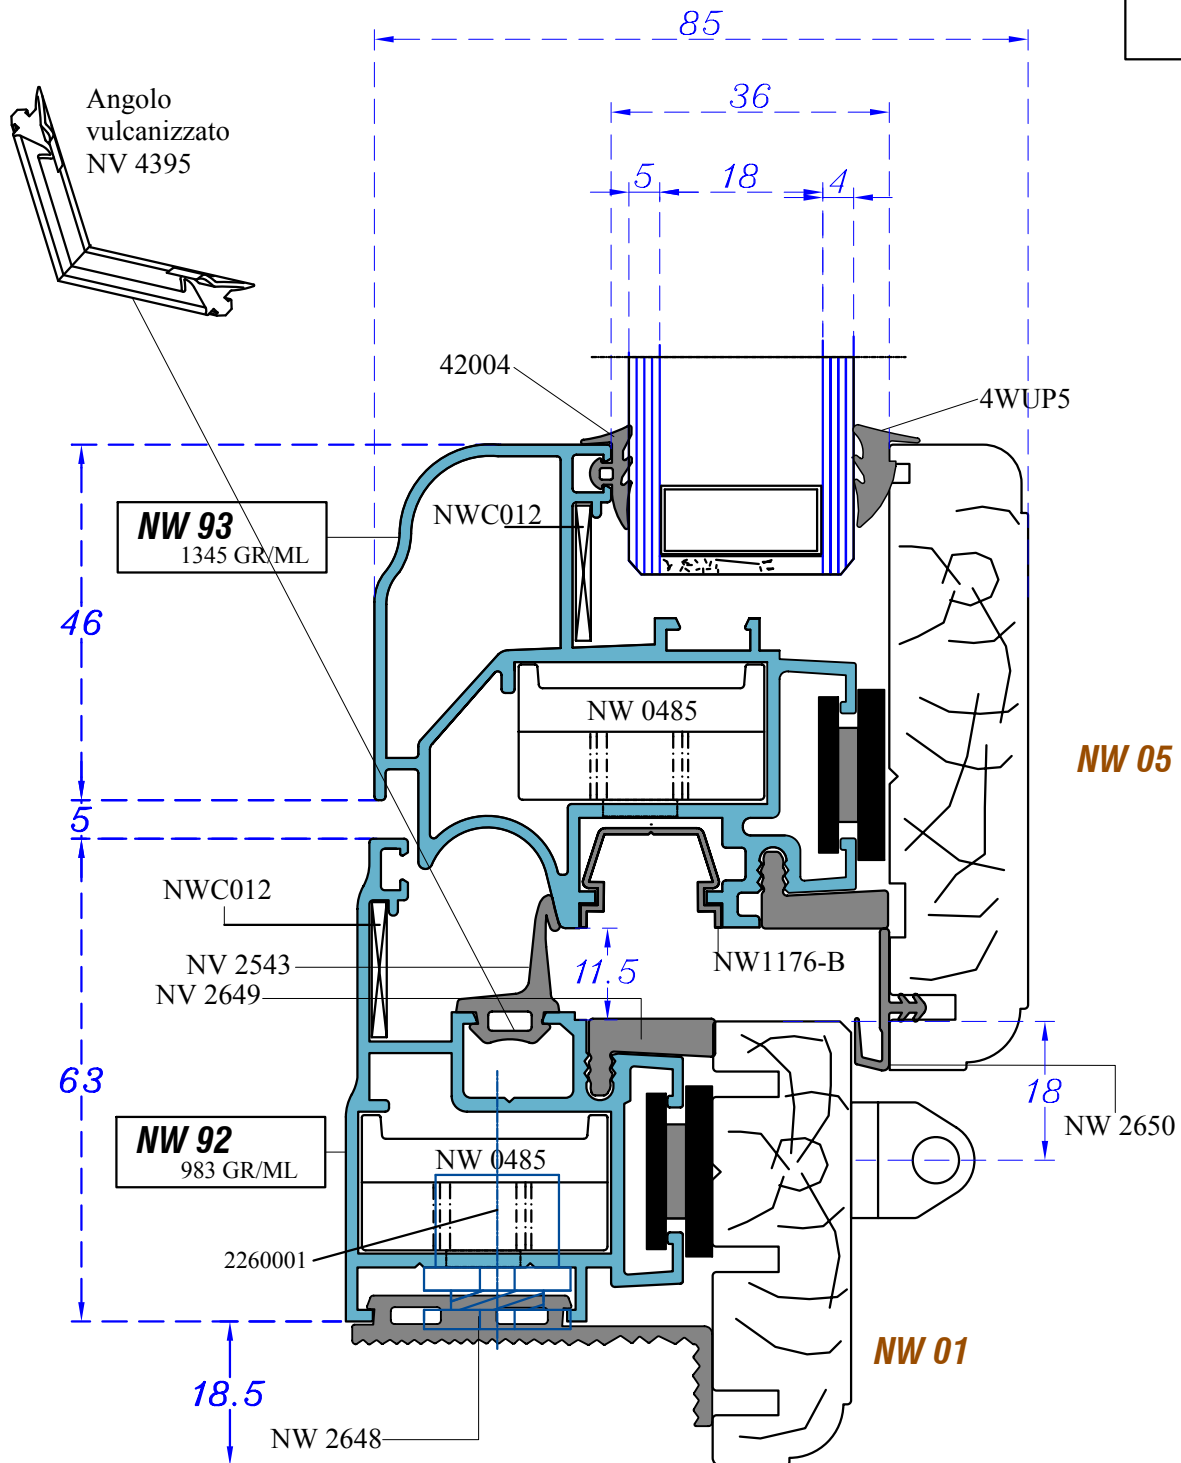 85
36
5
18
4
Angolo
vulcanizzato
NV 4395
42004
4WUP5
NW 93
1345 GR/ML
NWC012
46
NW 0485
NW 05
5
NWC012
NV 2543
NV 2649
11.5
NW1176-B
63
18
NW 2650
NW 92
983 GR/ML
NW 0485
2260001
NW 01
18.5
NW 2648